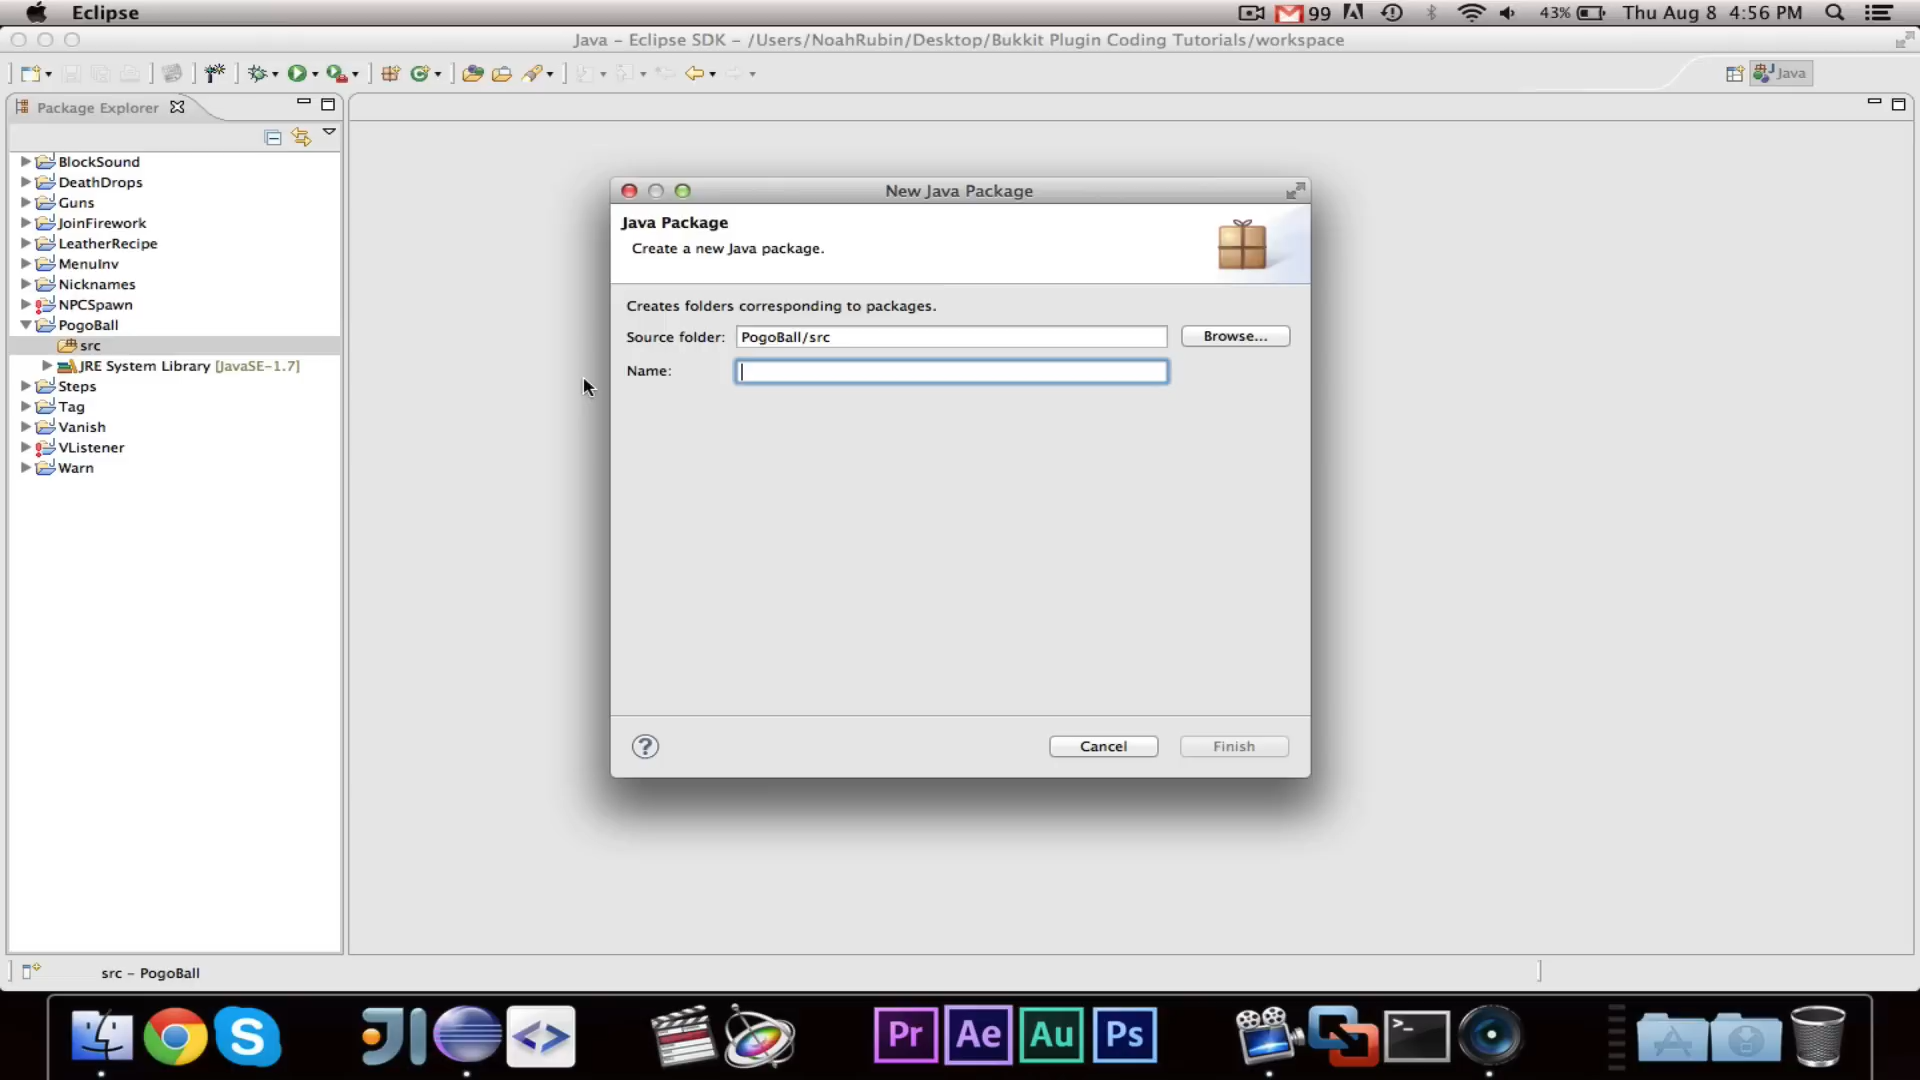 Eclipse
99
43%
Thu Aug 8 4:56 PM
Java – Eclipse SDK – /Users/NoahRubin/Desktop/Bukkit Plugin Coding Tutorials/workspace
Java
Package Explorer
BlockSound
DeathDrops
Guns
JoinFirework
LeatherRecipe
MenuInv
Nicknames
NPCSpawn
PogoBall
src
JRE System Library [JavaSE-1.7]
Steps
Tag
Vanish
VListener
Warn
New Java Package
Java Package
Create a new Java package.
Creates folders corresponding to packages.
Source folder:
PogoBall/src
Browse...
Name:
?
Cancel
Finish
src – PogoBall
Pr
Ae
Au
Ps